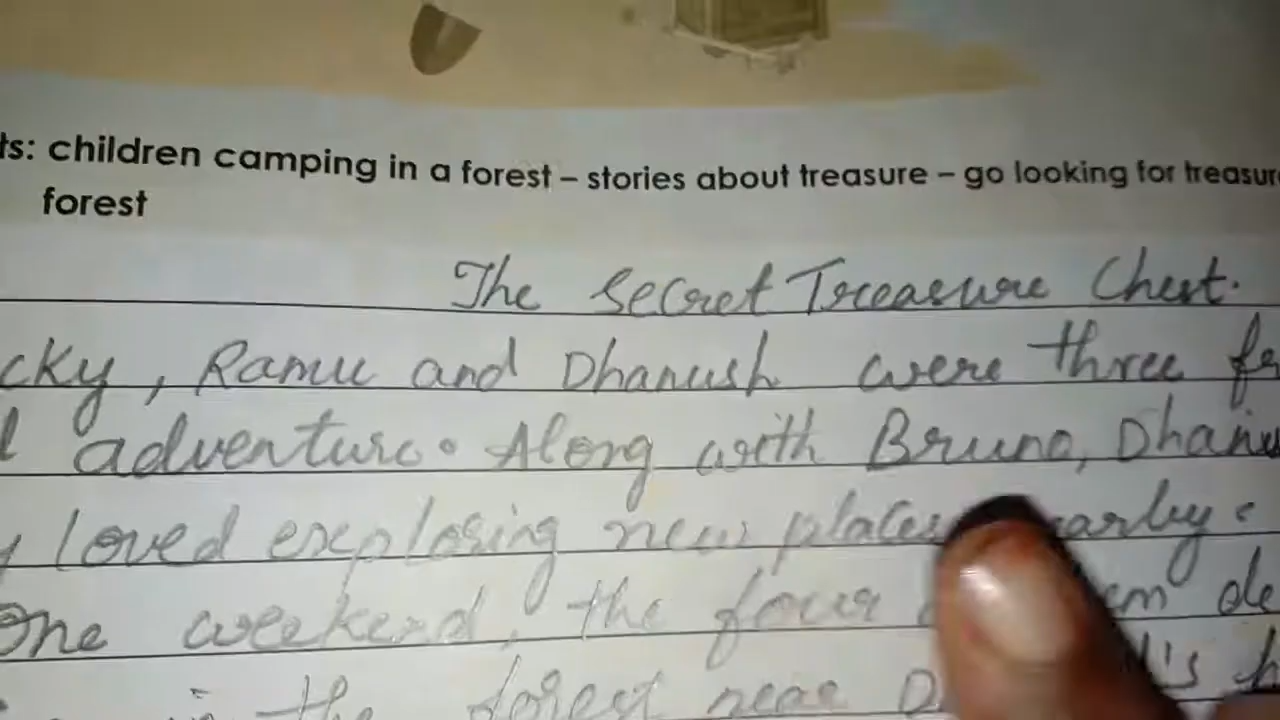 ts: children camping in a forest – stories about treasure – go looking for treasur
forest
The Secret Treasure Chest.
cky, Ramu and Dhanush were three
adventure. Along with Bruno, Dhanu
loved exploring new places
One weekend, the four
in the forest near